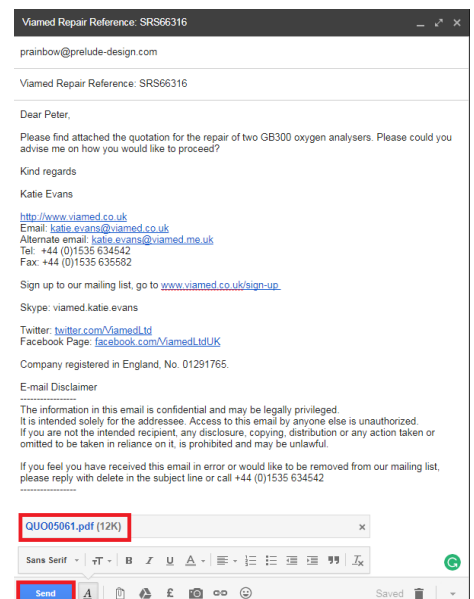 Viamed Repair Reference: SRS66316
prainbow@prelude-design.com
Viamed Repair Reference: SRS66316
Dear Peter,
Please find attached the quotation for the repair of two GB300 oxygen analysers. Please could you
advise me on how you would like to proceed?
Kind regards
Katie Evans
http://www.viamed.co.uk
Email: katie.evans@viamed.co.uk
Alternate email: katie.evans@viamed.me.uk
Tel: +44 (0)1535 634542
Fax: +44 (0)1535 635582
Sign up to our mailing list, go to www.viamed.co.uk/sign-up
Skype: viamed.katie.evans
Twitter: twitter.com/ViamedLtd
Facebook Page: facebook.com/ViamedLtdUK
Company registered in England, No. 01291765.
E-mail Disclaimer
-----------------
The information in this email is confidential and may be legally privileged.
It is intended solely for the addressee. Access to this email by anyone else is unauthorized.
If you are not the intended recipient, any disclosure, copying, distribution or any action taken or
omitted to be taken in reliance on it, is prohibited and may be unlawful.
If you feel you have received this email in error or would like to be removed from our mailing list,
please reply with delete in the subject line or call +44 (0)1535 634542
-----------------
QUO05061.pdf (12K)
Sans Serif
Send
Saved